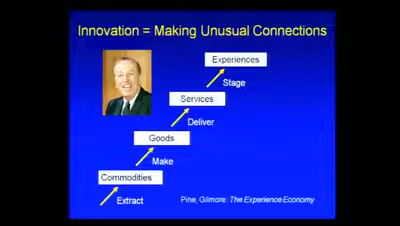 Innovation = Making Unusual Connections
Experiences
Stage
Services
Deliver
Goods
Make
Commodities
Extract
Pine, Gilmore: The Experience Economy